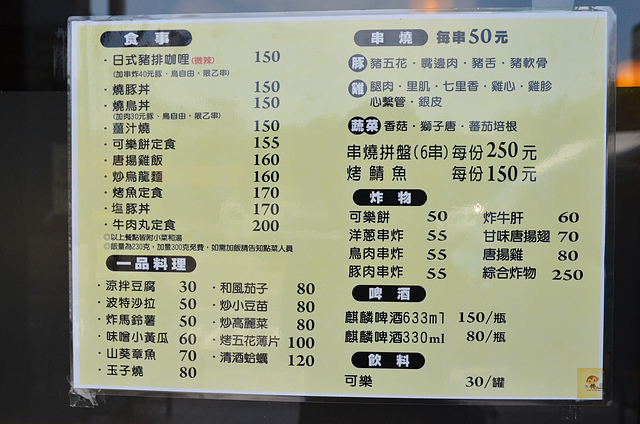 食事
·日式豬排咖哩(微辣) 150
(加串炸40元豚、鳥自由，限乙串)
·燒豚丼 150
·燒鳥丼 150
(加肉30元豚、鳥自由，限乙串)
·薑汁燒 150
·可樂餅定食 155
·唐揚雞飯 160
·炒烏龍麵 160
·烤魚定食 170
·塩豚丼 170
·牛肉丸定食 200
◎以上餐點皆附小菜和湯
◎飯量為230克，加量300克免費，如需加飯請告知點菜人員
一品料理
·涼拌豆腐 30
·波特沙拉 50
·炸馬鈴薯 50
·味噌小黃瓜 60
·山葵章魚 70
·玉子燒 80
·和風茄子 80
·炒小豆苗 80
·炒高麗菜 80
·烤五花薄片 100
·清酒蛤蠣 120
串燒 每串50元
豚 豬五花·嘴邊肉·豬舌·豬軟骨
雞 腿肉·里肌·七里香·雞心·雞胗
心繫管·銀皮
蔬菜 香菇·獅子唐·蕃茄培根
串燒拼盤(6串)每份250元
烤鯖魚 每份150元
炸物
可樂餅 50
洋蔥串炸 55
鳥肉串炸 55
豚肉串炸 55
炸牛肝 60
甘味唐揚翅 70
唐揚雞 80
綜合炸物 250
啤酒
麒麟啤酒633ml 150/瓶
麒麟啤酒330ml 80/瓶
飲料
可樂 30/罐